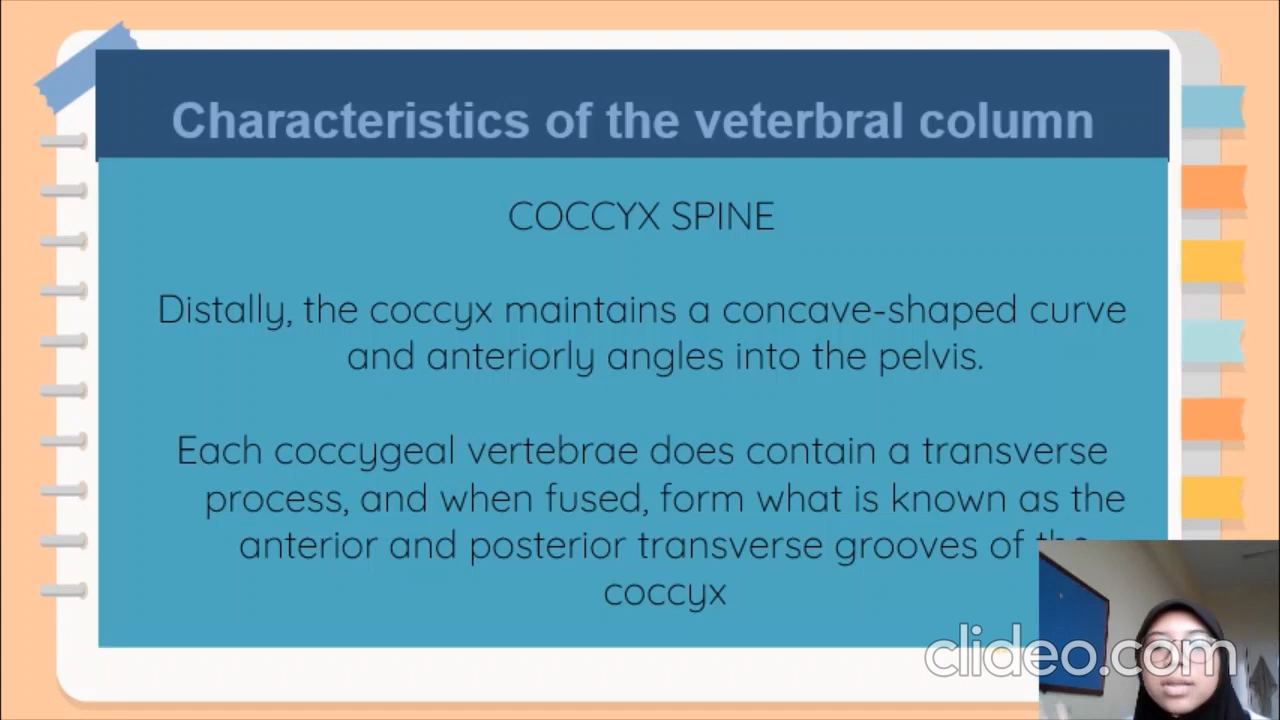 Characteristics of the veterbral column
COCCYX SPINE
Distally, the coccyx maintains a concave-shaped curve
and anteriorly angles into the pelvis.
Each coccygeal vertebrae does contain a transverse
process, and when fused, form what is known as the
anterior and posterior transverse grooves of the
coccyx
clideo.com